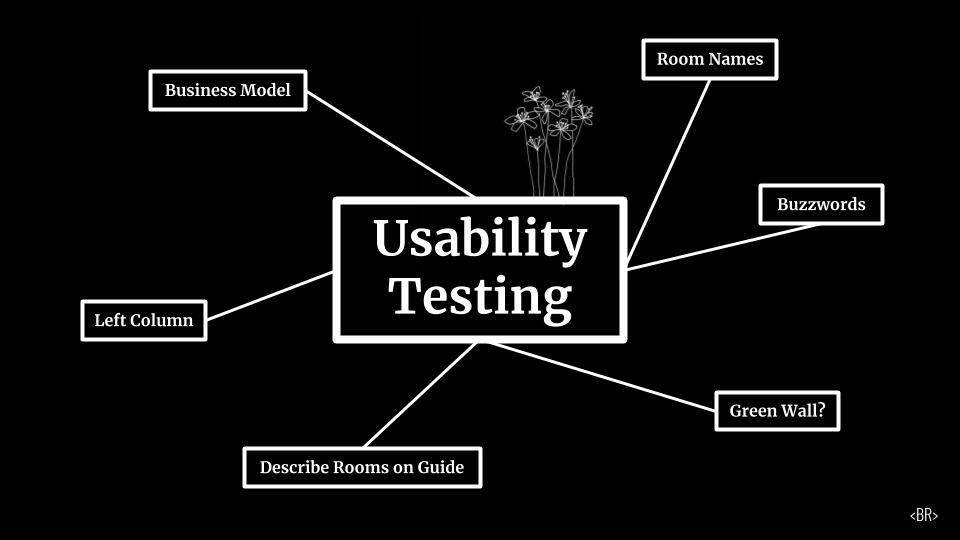 Room Names
Business Model
Buzzwords
Usability
Testing
Left Column
Green Wall?
Describe Rooms on Guide
<BR>